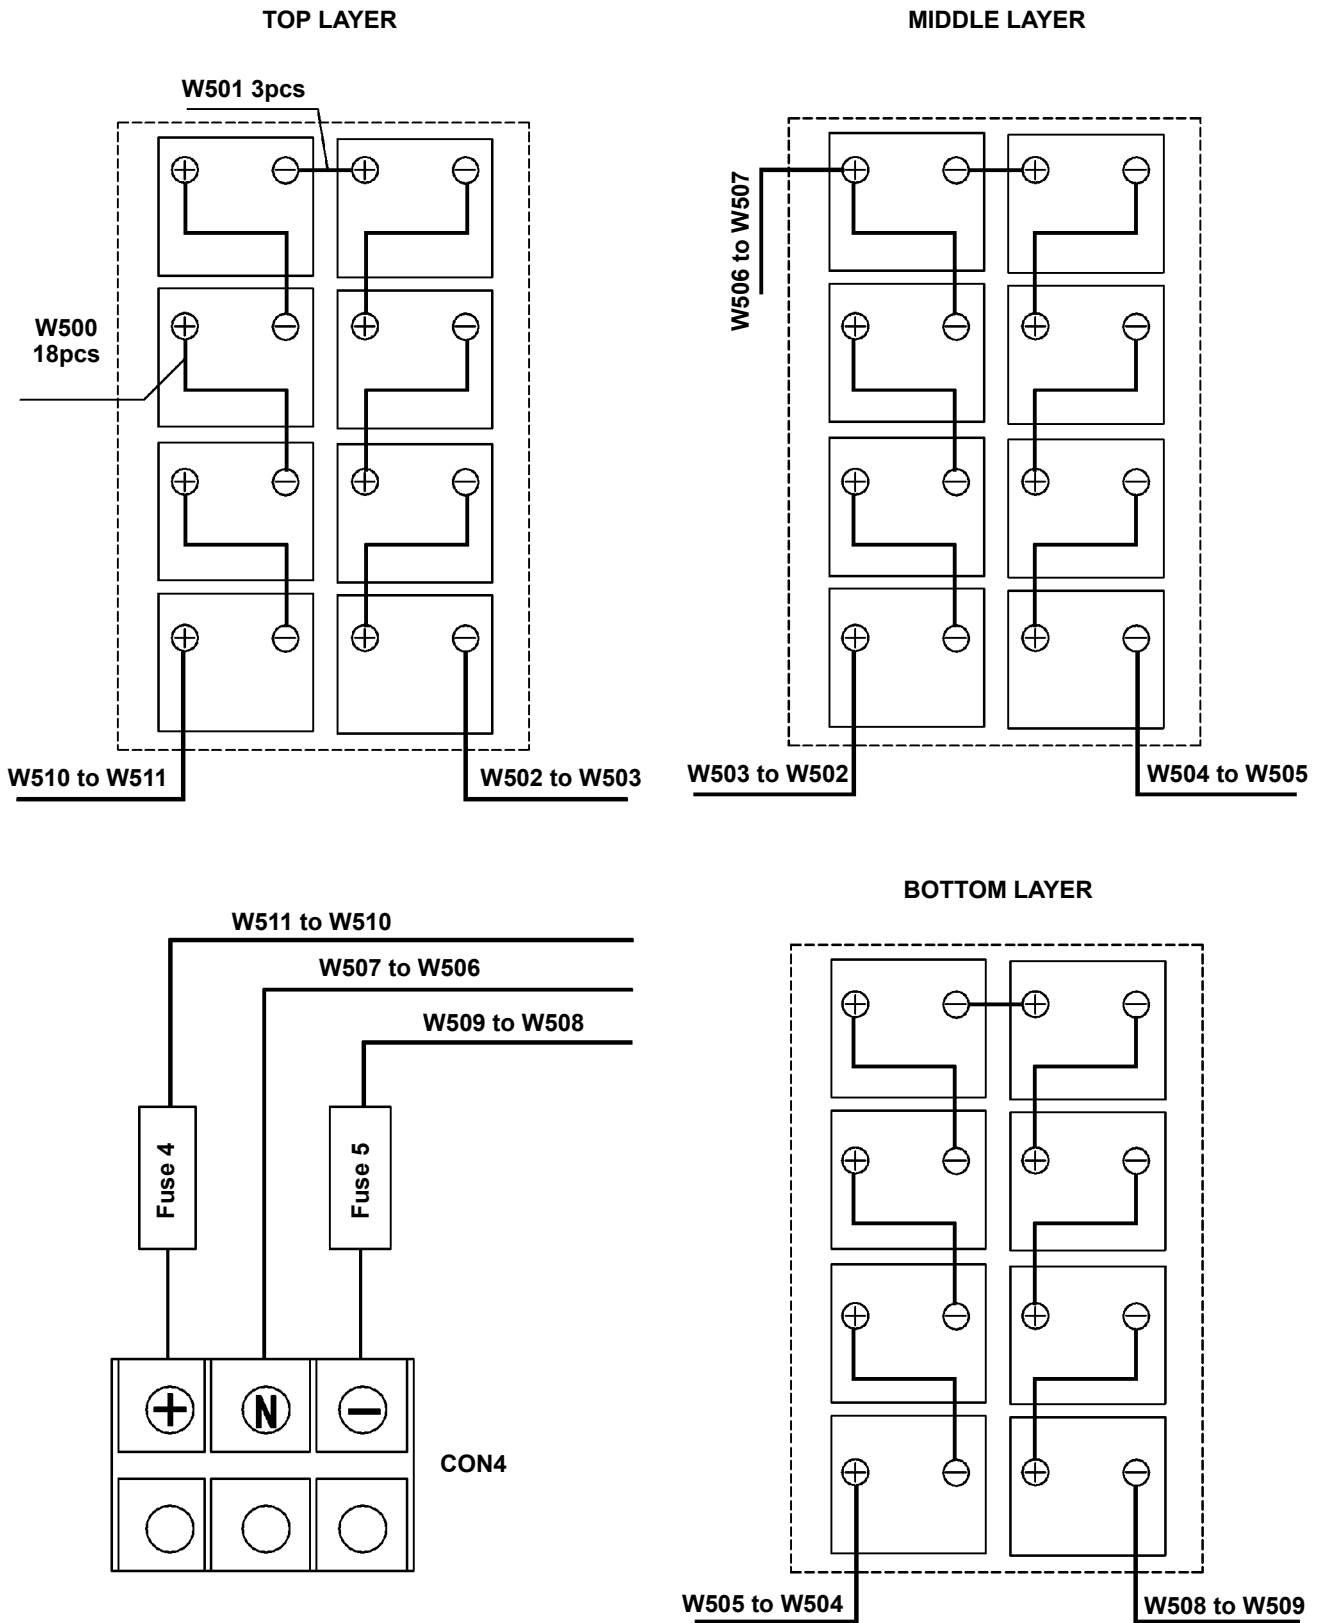 TOP LAYER
MIDDLE LAYER
W501 3pcs
W500
18pcs
W506 to W507
W510 to W511
W502 to W503
W503 to W502
W504 to W505
BOTTOM LAYER
W511 to W510
W507 to W506
W509 to W508
Fuse 4
Fuse 5
+
N
−
CON4
W505 to W504
W508 to W509